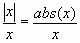 |x|/x = abs(x)/x